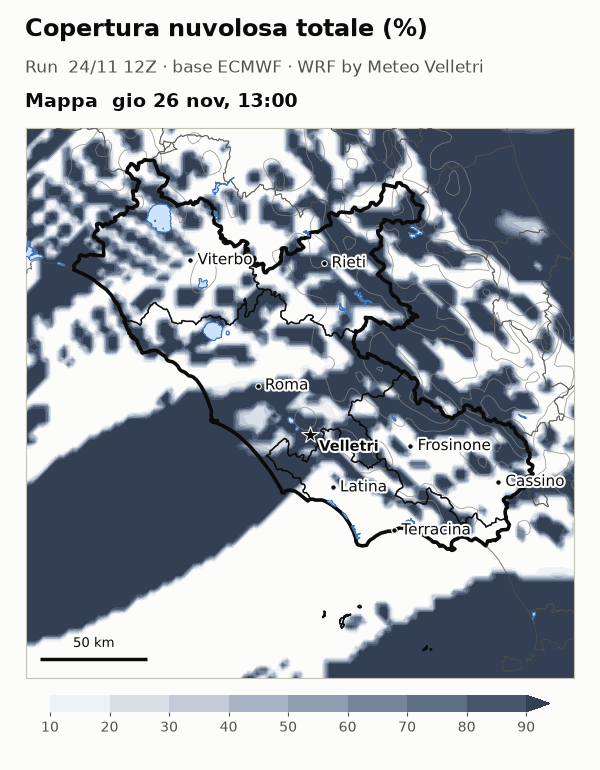 Copertura nuvolosa totale (%)
Run  24/11 12Z · base ECMWF · WRF by Meteo Velletri
Mappa  gio 26 nov, 13:00
Viterbo
Rieti
Roma
Velletri
Frosinone
Latina
Cassino
Terracina
50 km
10 20 30 40 50 60 70 80 90